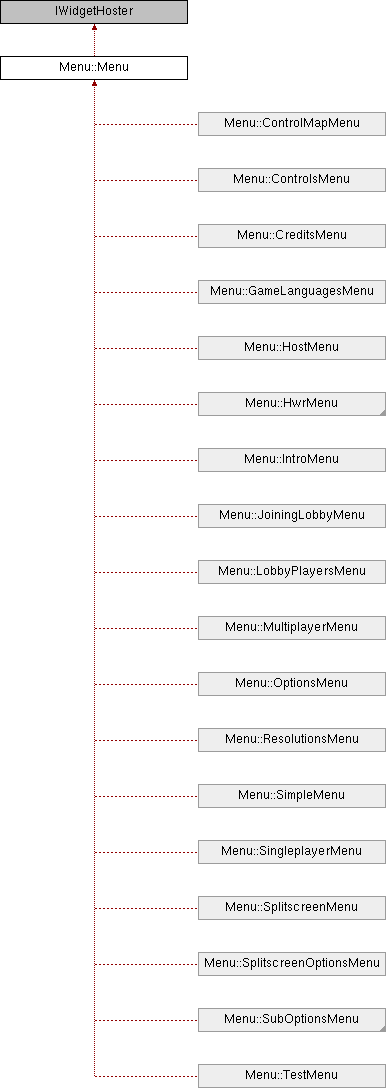 IWidgetHoster
Menu::Menu
Menu::ControlMapMenu
Menu::ControlsMenu
Menu::CreditsMenu
Menu::GameLanguagesMenu
Menu::HostMenu
Menu::HwrMenu
Menu::IntroMenu
Menu::JoiningLobbyMenu
Menu::LobbyPlayersMenu
Menu::MultiplayerMenu
Menu::OptionsMenu
Menu::ResolutionsMenu
Menu::SimpleMenu
Menu::SingleplayerMenu
Menu::SplitscreenMenu
Menu::SplitscreenOptionsMenu
Menu::SubOptionsMenu
Menu::TestMenu